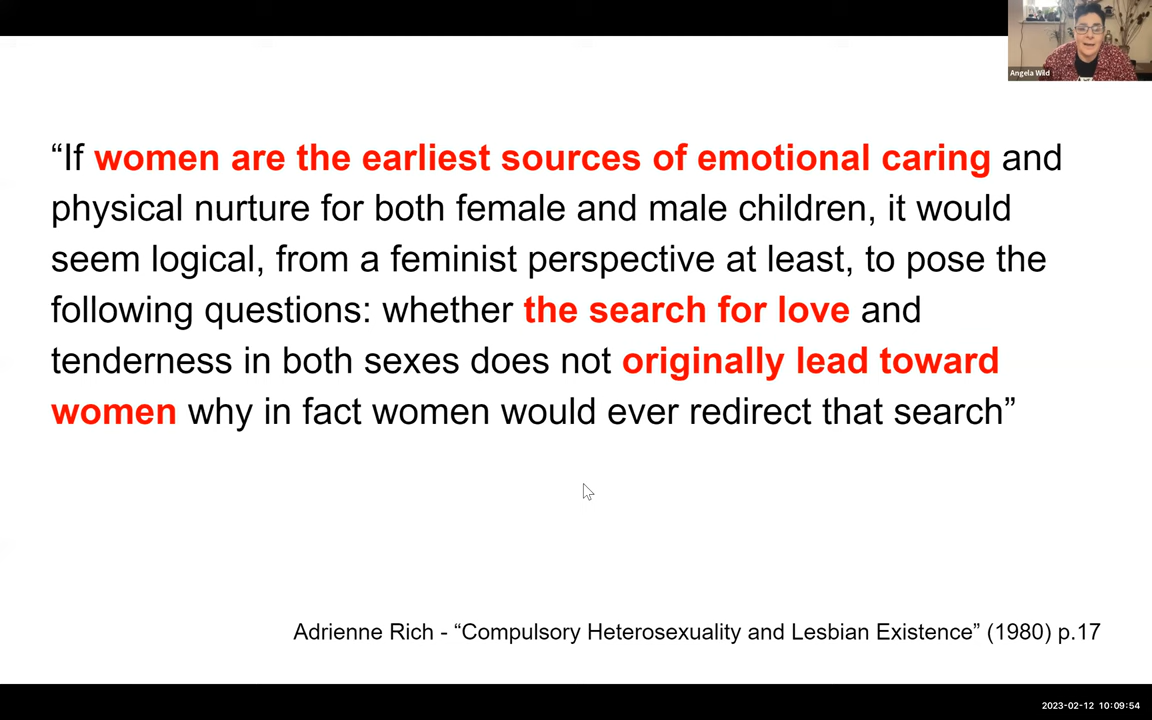 Angela Wild
“If women are the earliest sources of emotional caring and
physical nurture for both female and male children, it would
seem logical, from a feminist perspective at least, to pose the
following questions: whether the search for love and
tenderness in both sexes does not originally lead toward
women why in fact women would ever redirect that search”
Adrienne Rich - “Compulsory Heterosexuality and Lesbian Existence” (1980) p.17
2023-02-12 10:09:54